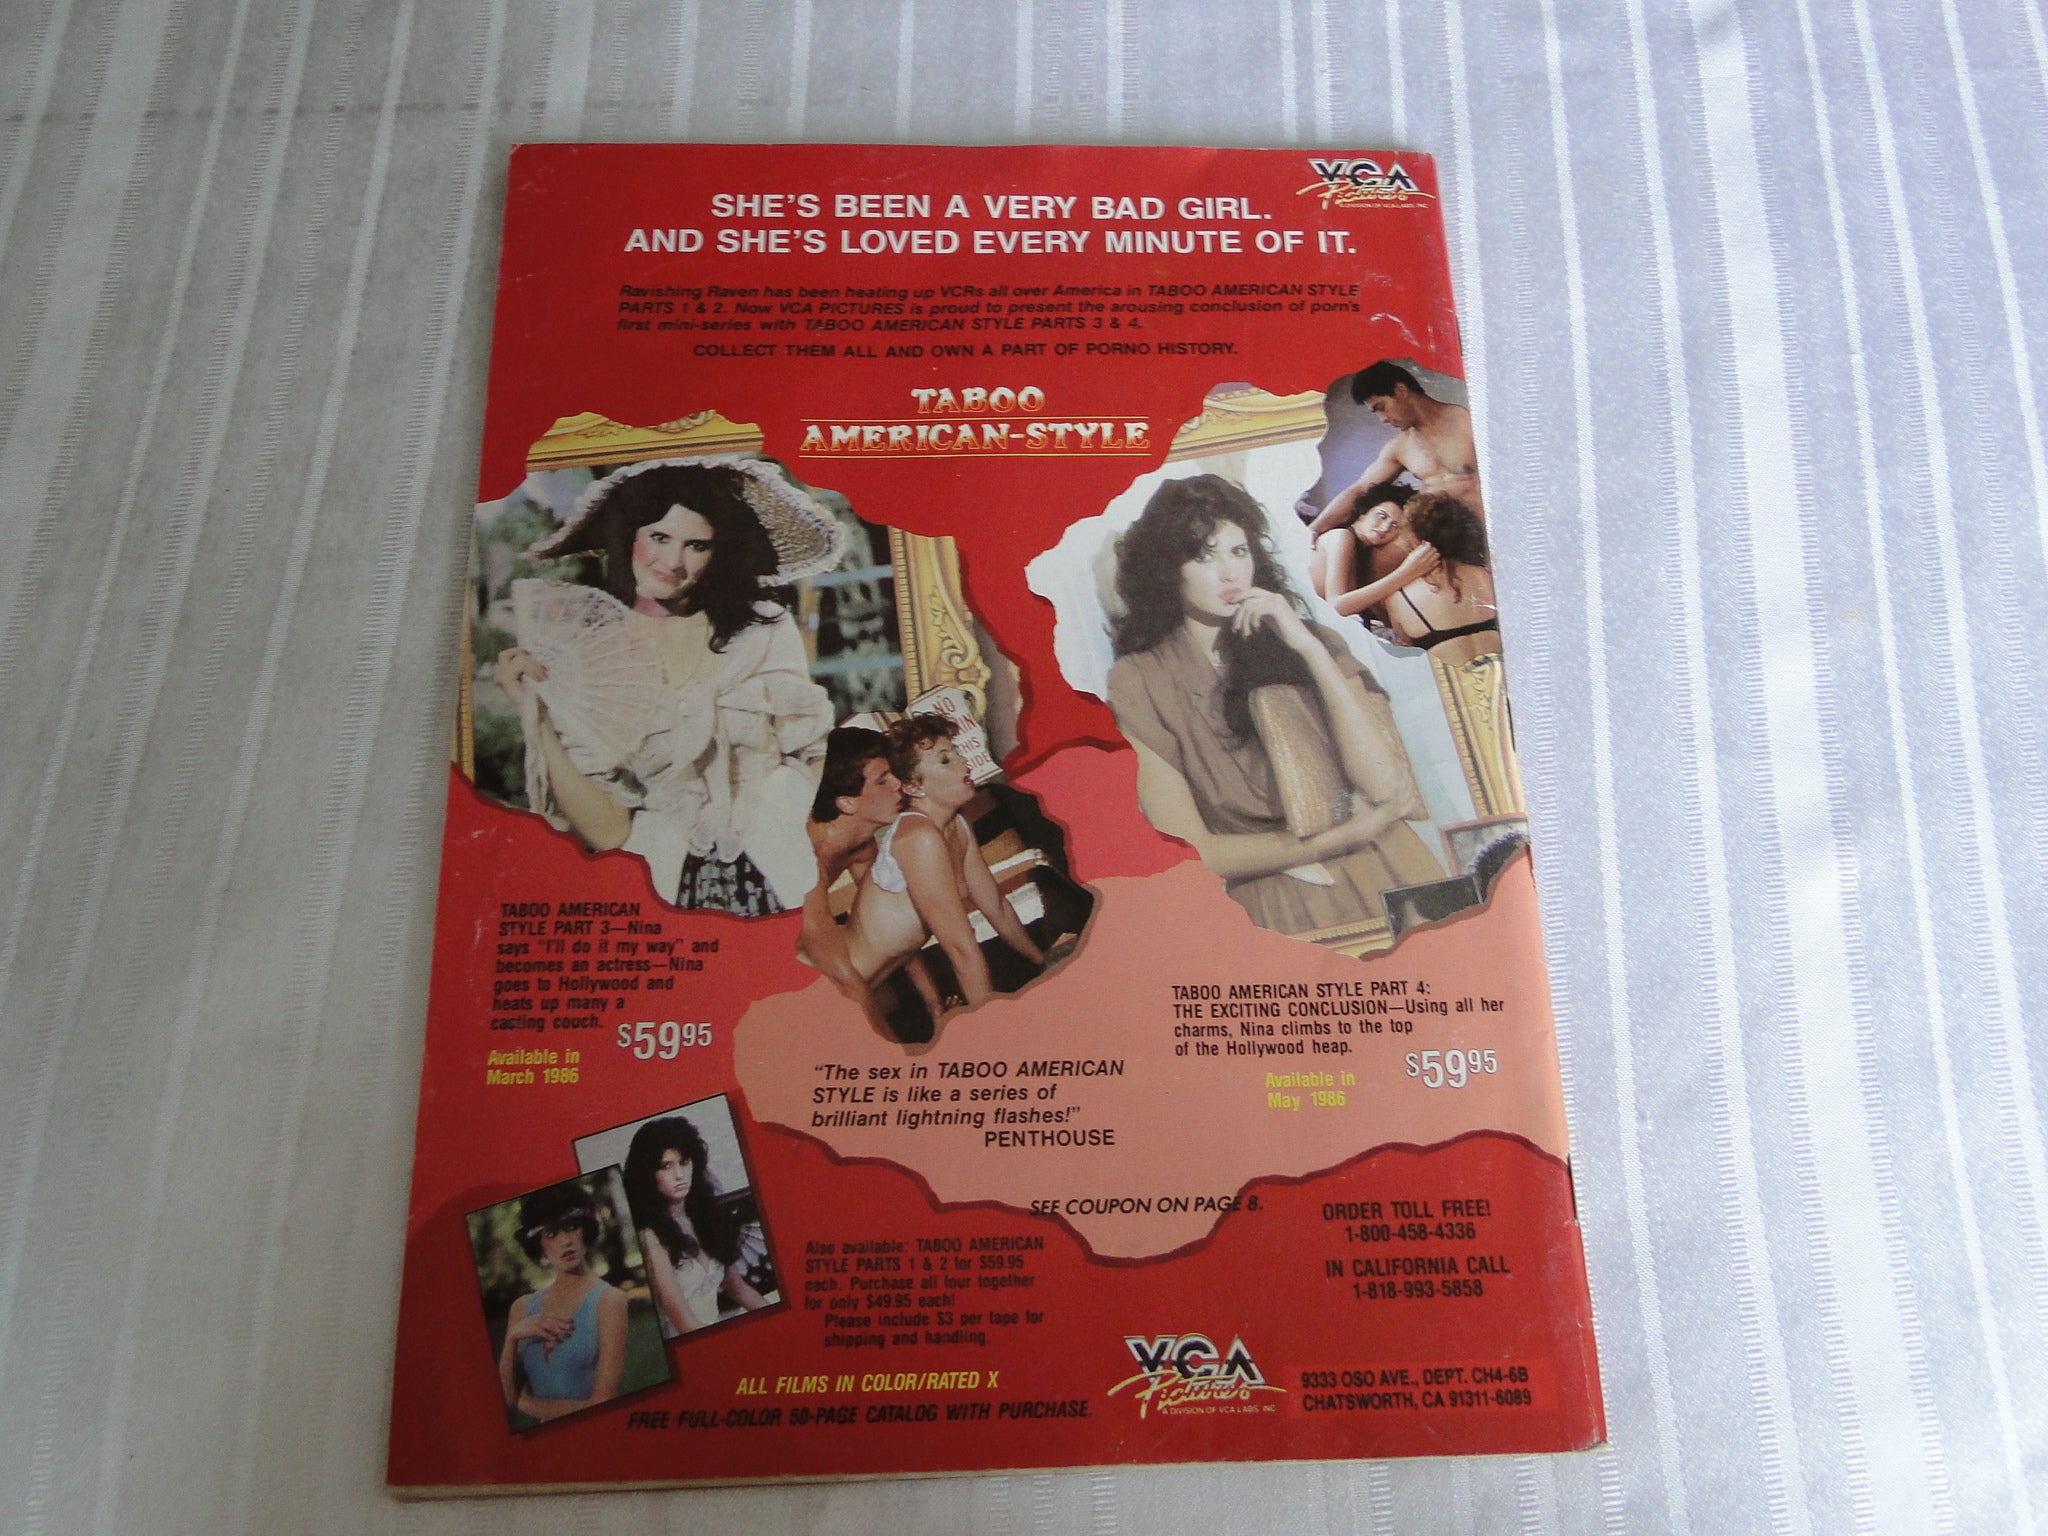 VCA
Pictures
A DIVISION OF VCA LABS, INC.
SHE'S BEEN A VERY BAD GIRL.
AND SHE'S LOVED EVERY MINUTE OF IT.
Ravishing Raven has been heating up VCRs all over America in TABOO AMERICAN STYLE
PARTS 1 & 2. Now VCA PICTURES is proud to present the arousing conclusion of porn's
first mini-series with TABOO AMERICAN STYLE PARTS 3 & 4.
COLLECT THEM ALL AND OWN A PART OF PORNO HISTORY.
TABOO
AMERICAN-STYLE
NO
THIS
SIDE
TABOO AMERICAN
STYLE PART 3—Nina
says "I'll do it my way" and
becomes an actress—Nina
goes to Hollywood and
heats up many a
casting couch.
$59.95
Available in
March 1986
TABOO AMERICAN STYLE PART 4:
THE EXCITING CONCLUSION—Using all her
charms, Nina climbs to the top
of the Hollywood heap.
$59.95
Available in
May 1986
"The sex in TABOO AMERICAN
STYLE is like a series of
brilliant lightning flashes!"
PENTHOUSE
SEE COUPON ON PAGE 8.
ORDER TOLL FREE!
1-800-458-4336
IN CALIFORNIA CALL
1-818-993-5858
Also available: TABOO AMERICAN
STYLE PARTS 1 & 2 for $59.95
each. Purchase all four together
for only $49.95 each!
Please include $3 per tape for
shipping and handling.
ALL FILMS IN COLOR/RATED X
FREE FULL-COLOR 50-PAGE CATALOG WITH PURCHASE.
VCA
Pictures
A DIVISION OF VCA LABS, INC.
9333 OSO AVE., DEPT. CH4-6B
CHATSWORTH, CA 91311-6089